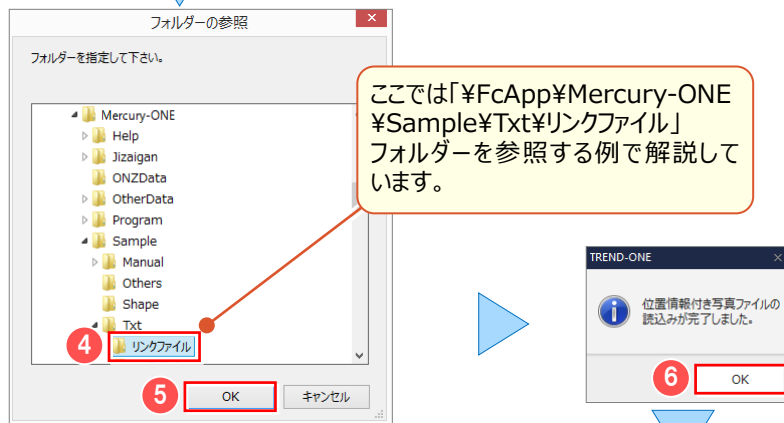 フォルダーの参照
フォルダーを指定して下さい。
ここでは「¥FcApp¥Mercury-ONE
¥Sample¥Txt¥リンクファイル」
フォルダーを参照する例で解説して
います。
Mercury-ONE
Help
Jizaigan
ONZData
OtherData
Program
Sample
Manual
Others
Shape
Txt
4 リンクファイル
5 OK キャンセル
TREND-ONE
位置情報付き写真ファイルの
読込みが完了しました。
6 OK